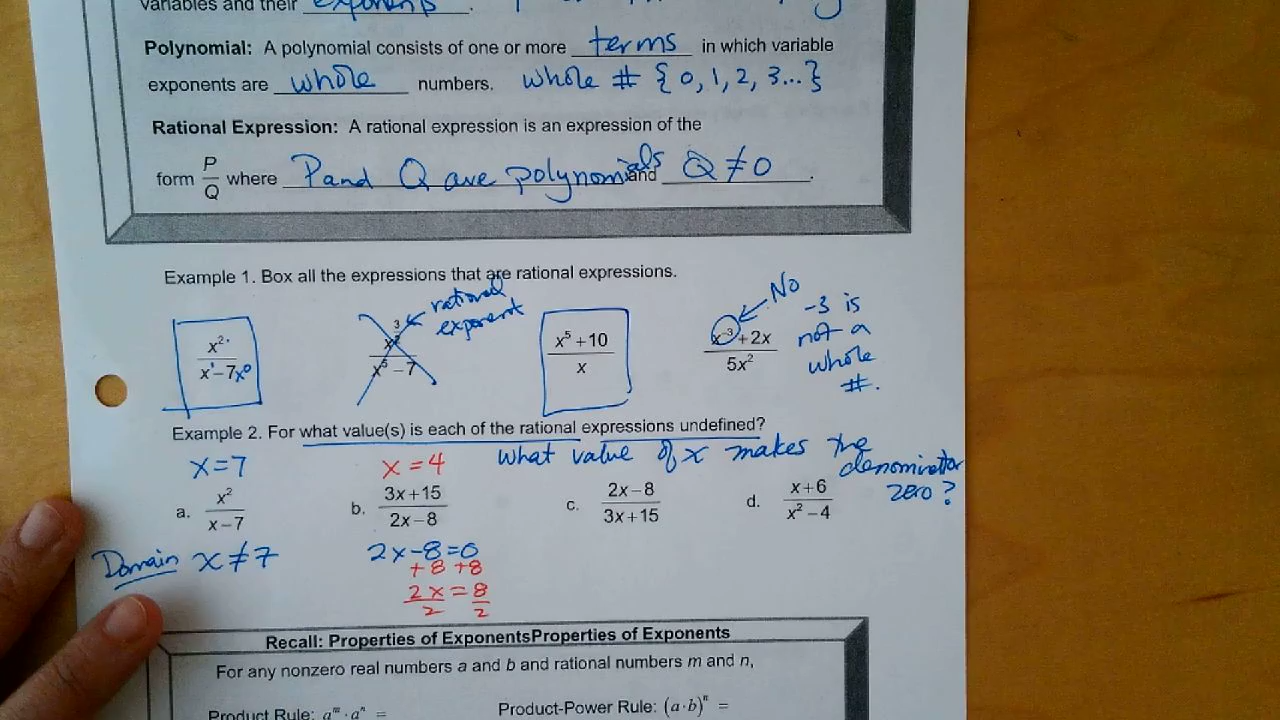 variables and their exponents.
Polynomial: A polynomial consists of one or more terms in which variable
exponents are whole numbers. whole # { 0, 1, 2, 3...}
Rational Expression: A rational expression is an expression of the
form P/Q where P and Q are polynomials and Q ≠ 0.
Example 1. Box all the expressions that are rational expressions.
rational
exponent
No
-3 is
not a
whole
#.
x²/(x¹-7x⁰)
x⁵+10/x
x⁻³+2x/5x²
Example 2. For what value(s) is each of the rational expressions undefined?
x=7 x=4 what value of x makes the
denominator
zero?
a. x²/(x-7) b. (3x+15)/(2x-8) c. (2x-8)/(3x+15) d. (x+6)/(x²-4)
Domain x≠7 2x-8=0
+8 +8
2x/2 = 8/2
Recall: Properties of ExponentsProperties of Exponents
For any nonzero real numbers a and b and rational numbers m and n,
Product Rule: aᵐ·aⁿ = Product-Power Rule: (a·b)ⁿ =